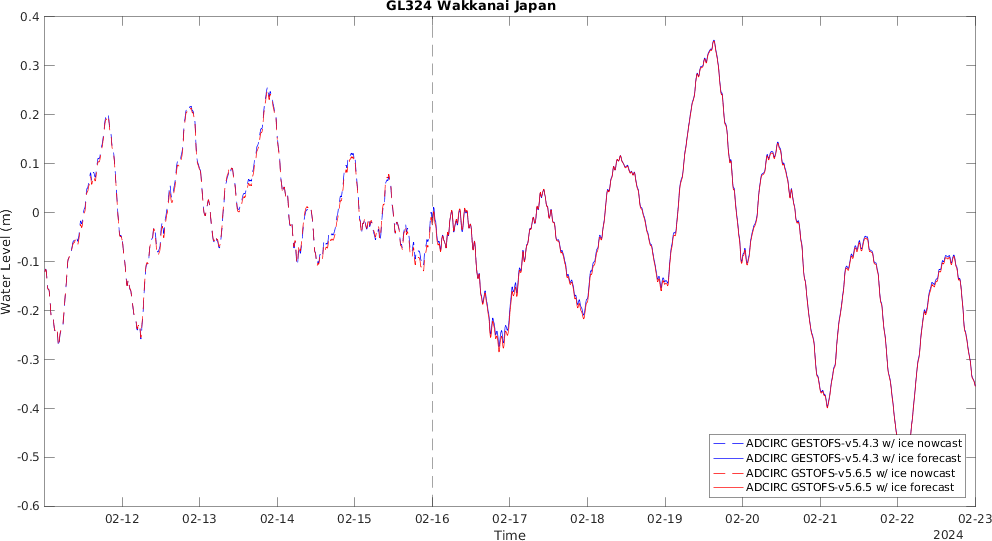 GL324 Wakkanai Japan
0.4
0.3
0.2
0.1
0
-0.1
-0.2
-0.3
-0.4
-0.5
-0.6
Water Level (m)
ADCIRC GESTOFS-v5.4.3 w/ ice nowcast
ADCIRC GESTOFS-v5.4.3 w/ ice forecast
ADCIRC GSTOFS-v5.6.5 w/ ice nowcast
ADCIRC GSTOFS-v5.6.5 w/ ice forecast
02-12 02-13 02-14 02-15 02-16 02-17 02-18 02-19 02-20 02-21 02-22 02-23
Time
2024